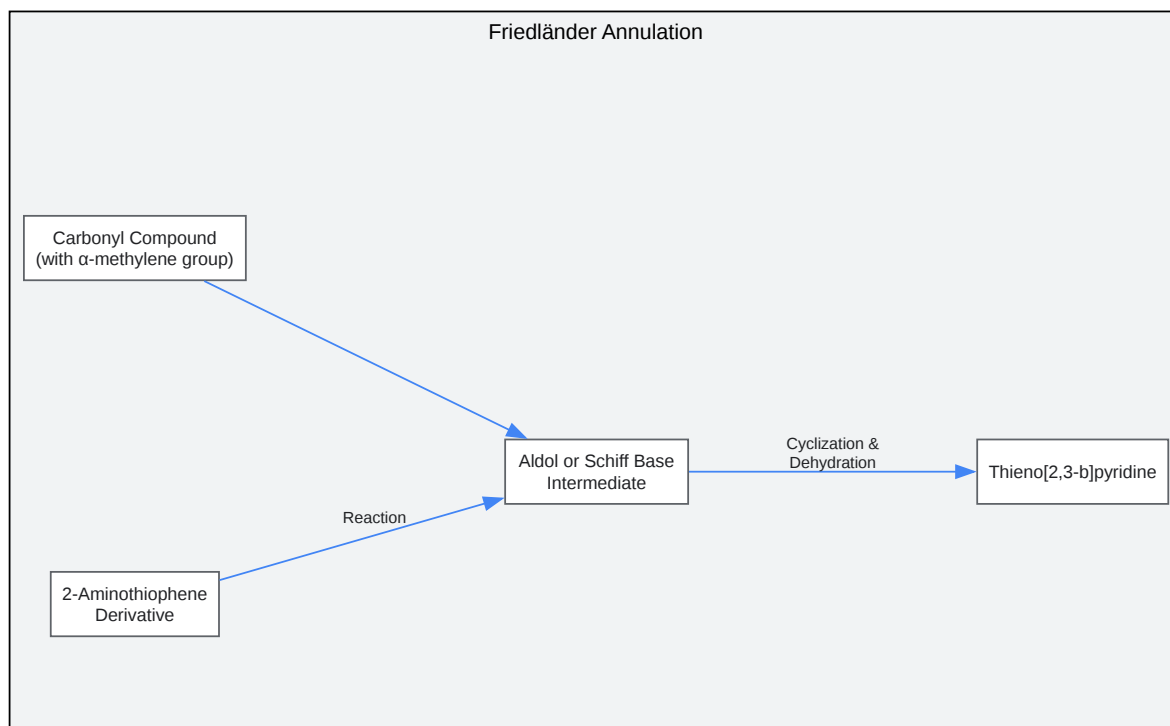 Friedländer Annulation
Carbonyl Compound
(with α-methylene group)
Aldol or Schiff Base
Intermediate
Cyclization &
Dehydration
Thieno[2,3-b]pyridine
Reaction
2-Aminothiophene
Derivative